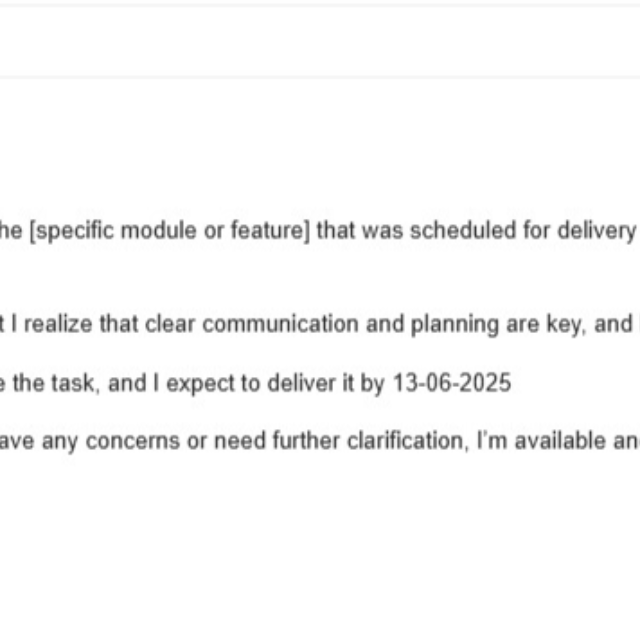 he [specific module or feature] that was scheduled for delivery
t I realize that clear communication and planning are key, and
e the task, and I expect to deliver it by 13-06-2025
ave any concerns or need further clarification, I'm available an